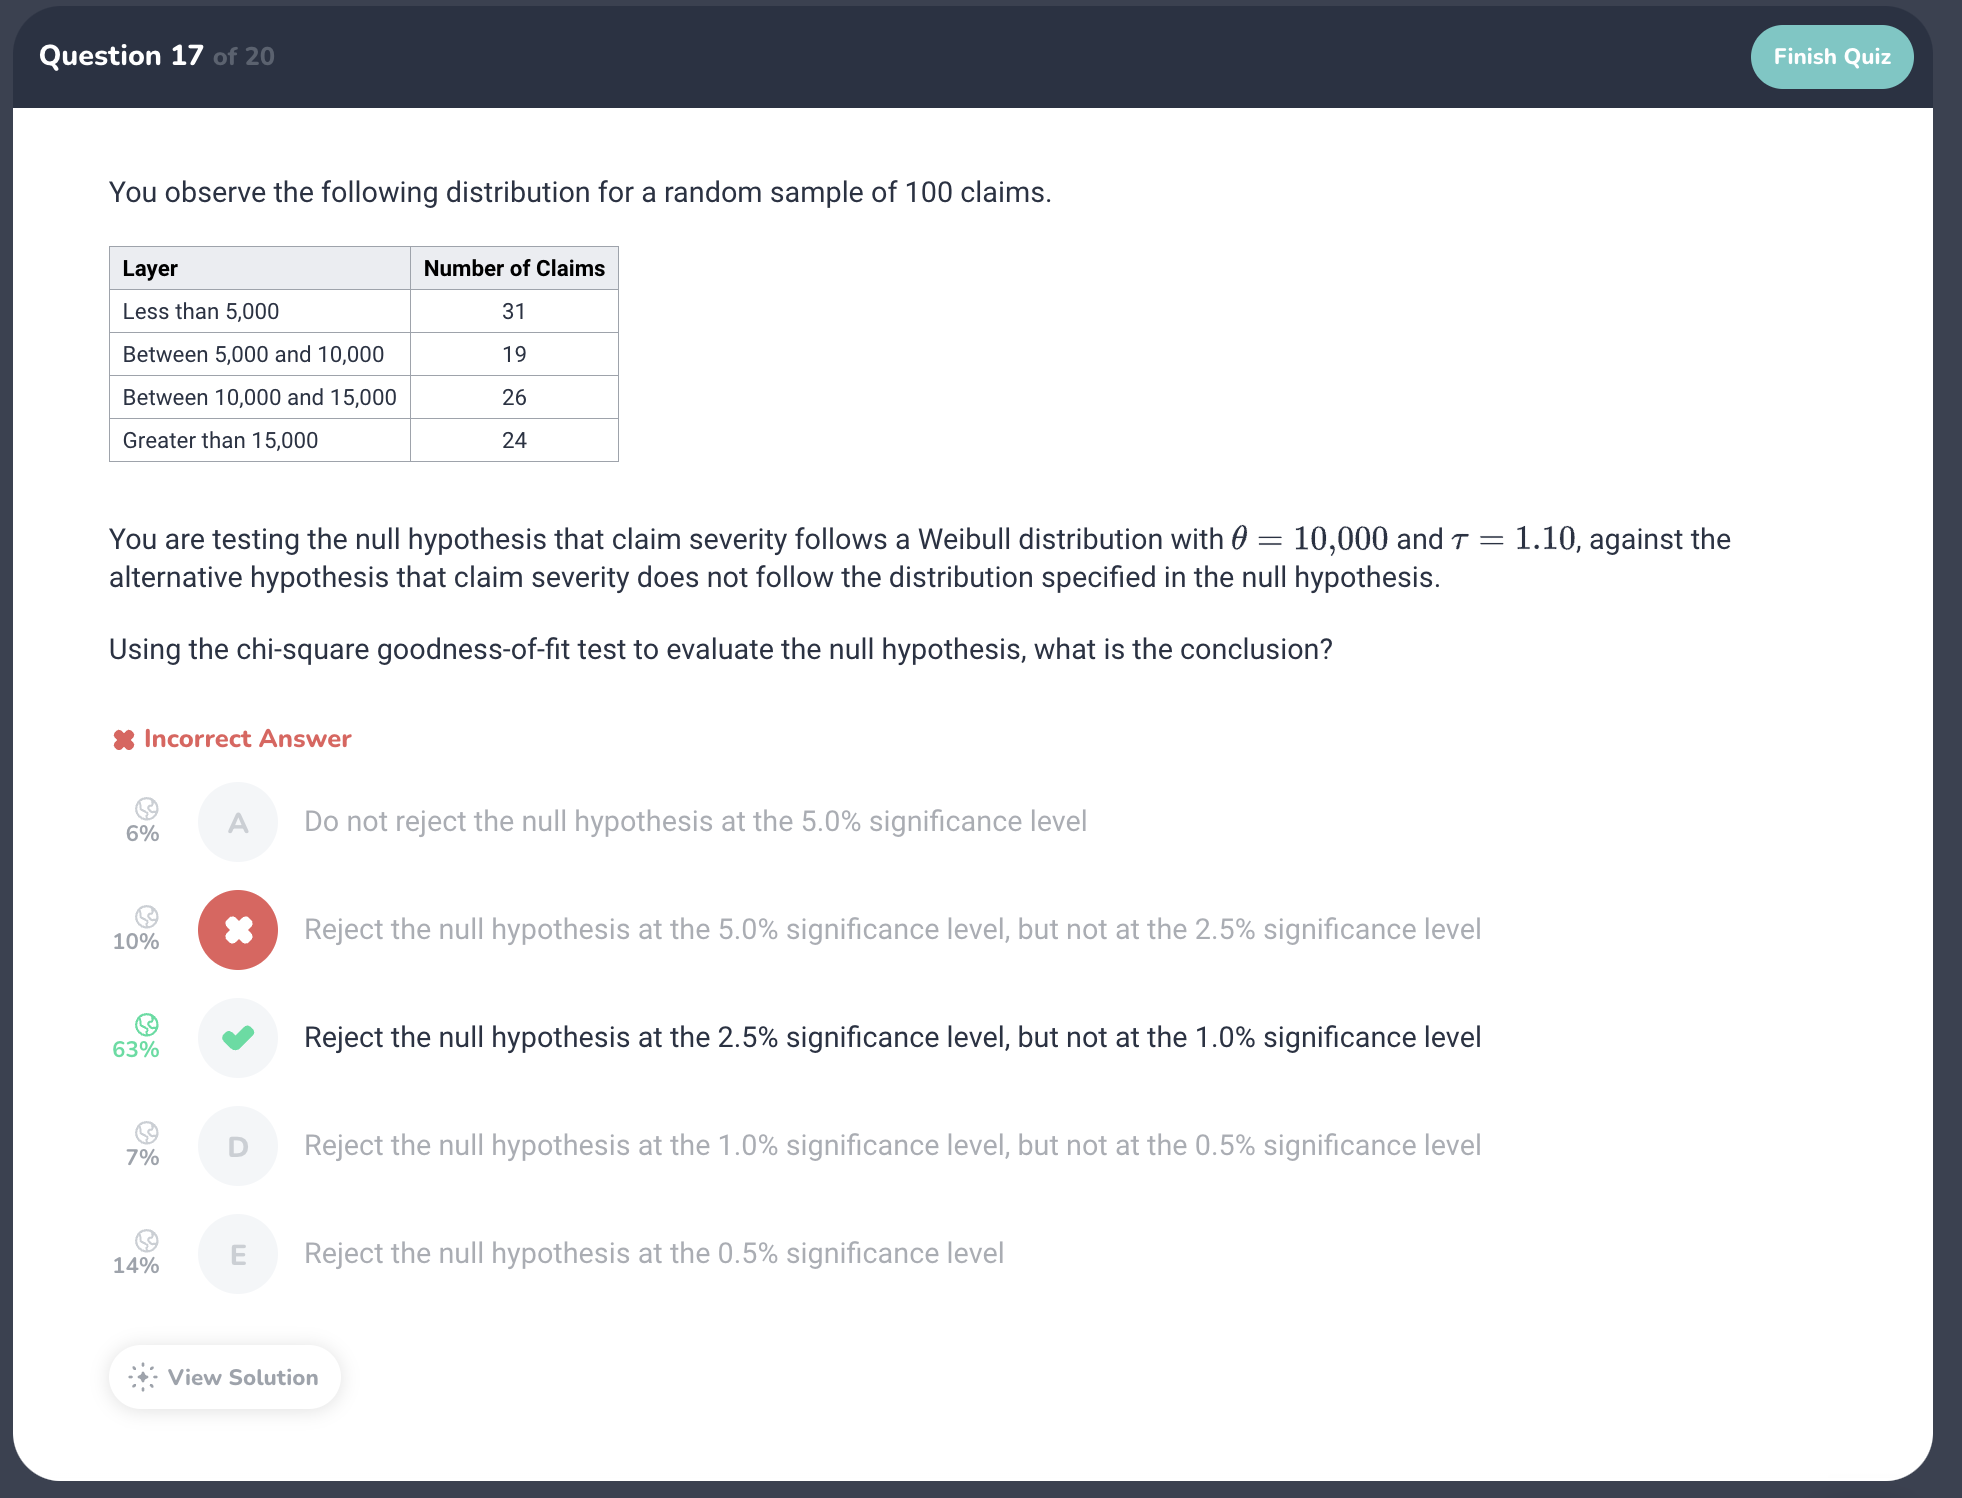 Question 17 of 20
Finish Quiz
You observe the following distribution for a random sample of 100 claims.
Layer Number of Claims
Less than 5,000 31
Between 5,000 and 10,000 19
Between 10,000 and 15,000 26
Greater than 15,000 24
You are testing the null hypothesis that claim severity follows a Weibull distribution with θ = 10,000 and τ = 1.10, against the
alternative hypothesis that claim severity does not follow the distribution specified in the null hypothesis.
Using the chi-square goodness-of-fit test to evaluate the null hypothesis, what is the conclusion?
Incorrect Answer
6% A Do not reject the null hypothesis at the 5.0% significance level
10% Reject the null hypothesis at the 5.0% significance level, but not at the 2.5% significance level
63% Reject the null hypothesis at the 2.5% significance level, but not at the 1.0% significance level
7% D Reject the null hypothesis at the 1.0% significance level, but not at the 0.5% significance level
14% E Reject the null hypothesis at the 0.5% significance level
View Solution